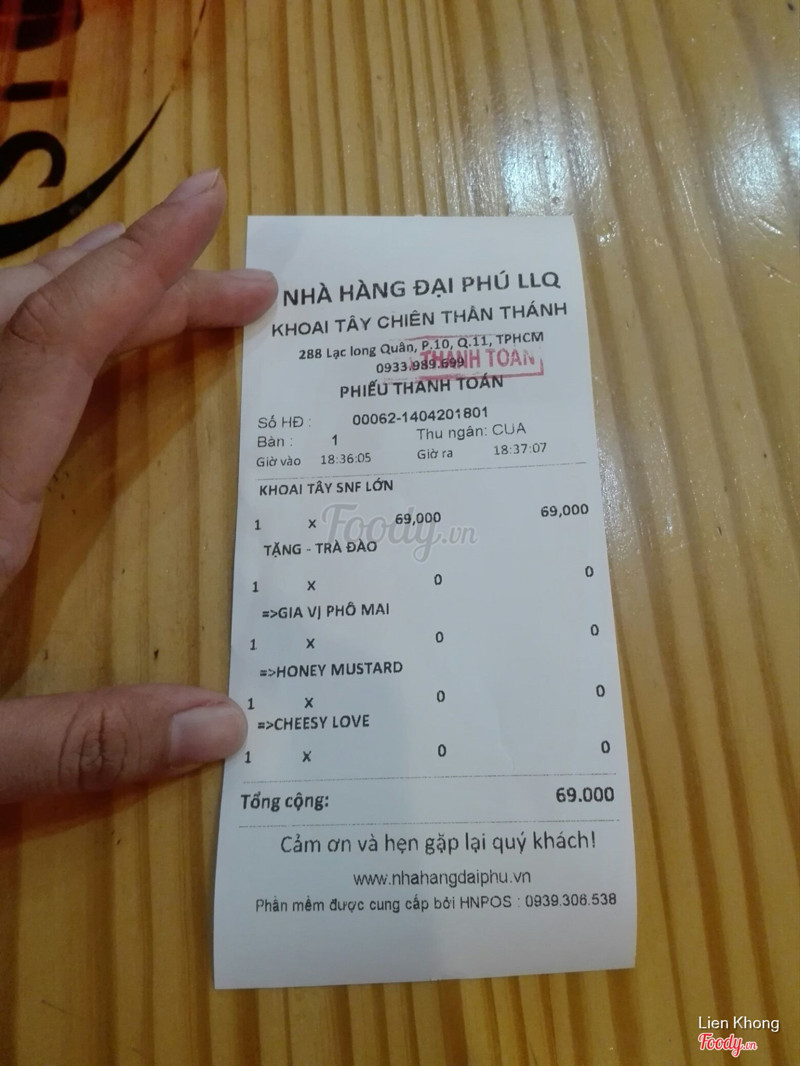 NHÀ HÀNG ĐẠI PHÚ LLQ
KHOAI TÂY CHIÊN THẦN THÁNH
288 Lạc long Quân, P.10, Q.11, TPHCM
THANH TOÁN
0933.989.699
PHIẾU THANH TOÁN
Số HĐ : 00062-1404201801
Bàn : 1 Thu ngân: CUA
Giờ vào 18:36:05 Giờ ra 18:37:07
KHOAI TÂY SNF LỚN
1 x 69,000 69,000
TẶNG - TRÀ ĐÀO
1 X 0 0
=>GIA VỊ PHÔ MAI
1 X 0 0
=>HONEY MUSTARD
1 X 0 0
=>CHEESY LOVE
1 X 0 0
Tổng cộng: 69.000
Cảm ơn và hẹn gặp lại quý khách!
www.nhahangdaiphu.vn
Phần mềm được cung cấp bởi HNPOS : 0939.306.538
Foody.vn
Lien Khong
Foody.vn